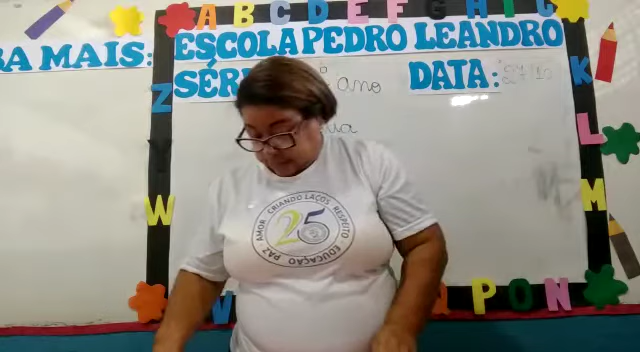 A B C D E F G H I
RA MAIS:
ESCOLA PEDRO LEANDRO
SÉRI
ano
DATA:
Z
K
L
W
M
V
P O N
CRIANDO LAÇOS RESPEITO EDUCAÇÃO PAZ AMOR
25